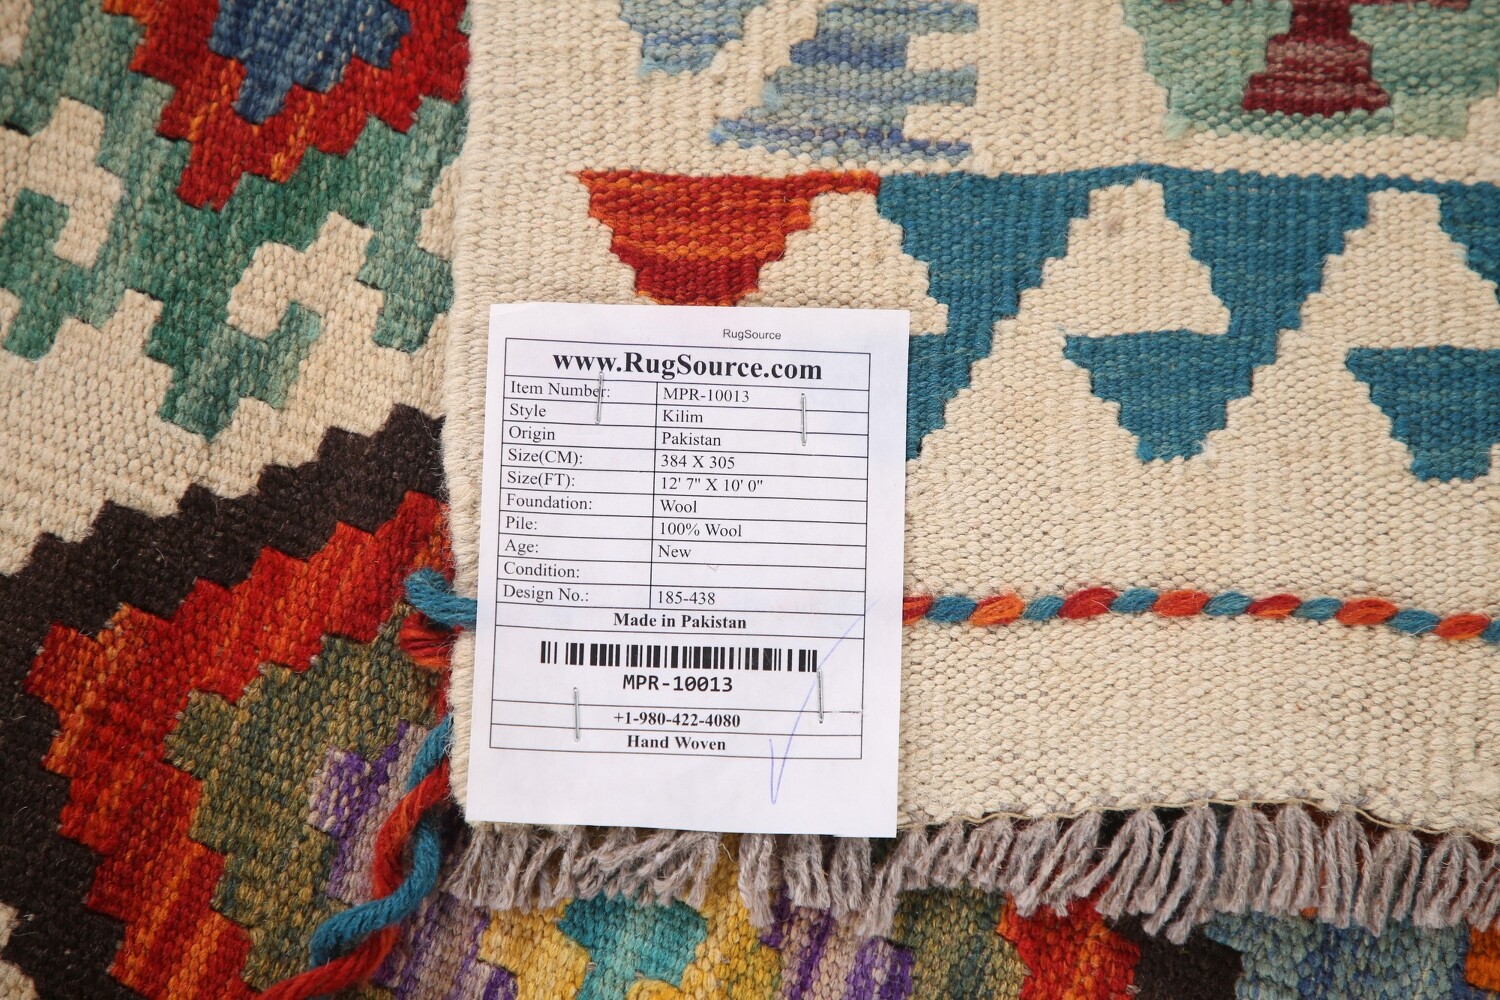 RugSource
www.RugSource.com
Item Number: MPR-10013
Style Kilim
Origin Pakistan
Size(CM): 384 X 305
Size(FT): 12' 7" X 10' 0"
Foundation: Wool
Pile: 100% Wool
Age: New
Condition:
Design No.: 185-438
Made in Pakistan
MPR-10013
+1-980-422-4080
Hand Woven